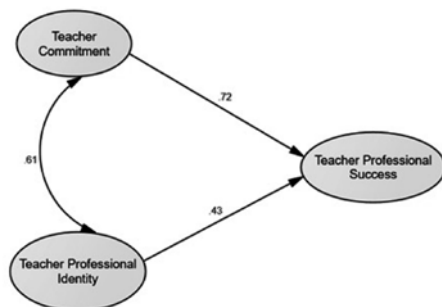 Teacher
Commitment
.72
.61
Teacher Professional
Success
.43
Teacher Professional
Identity